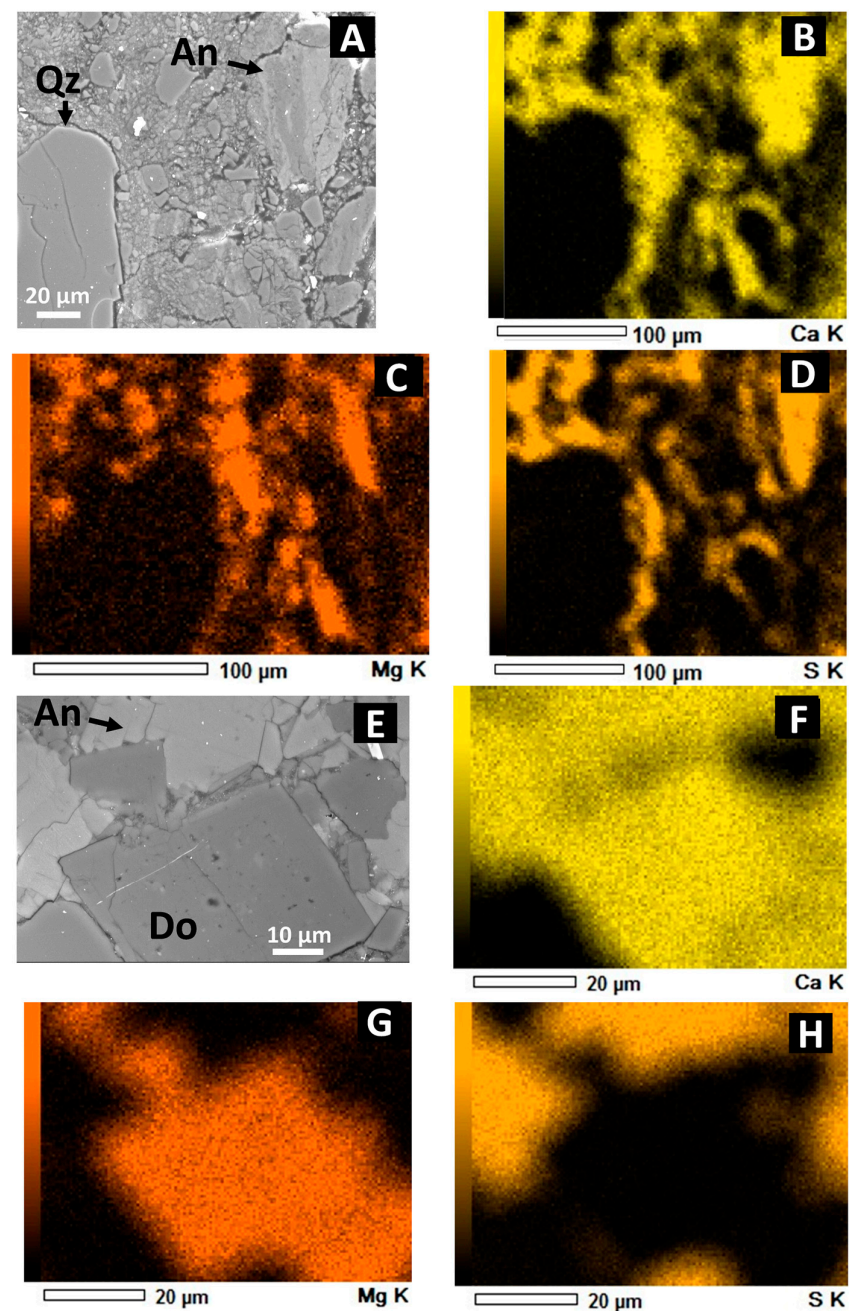 A
An
Qz
20 µm
B
100 µm Ca K
C
100 µm Mg K
D
100 µm S K
An
E
Do
10 µm
F
20 µm Ca K
G
20 µm Mg K
H
20 µm S K